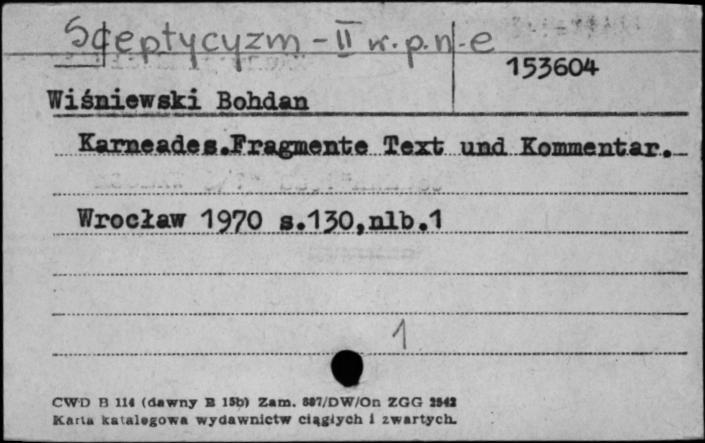 Sceptycyzm - II w. p. n. e
153604
Wiśniewski Bohdan
Karneades.Fragmente Text und Kommentar.
Wrocław 1970 s.130,nlb.1
1
CWD B 114 (dawny B 15b) Zam. 887/DW/On ZGG 2542
Karta katalogowa wydawnictw ciągłych i zwartych.